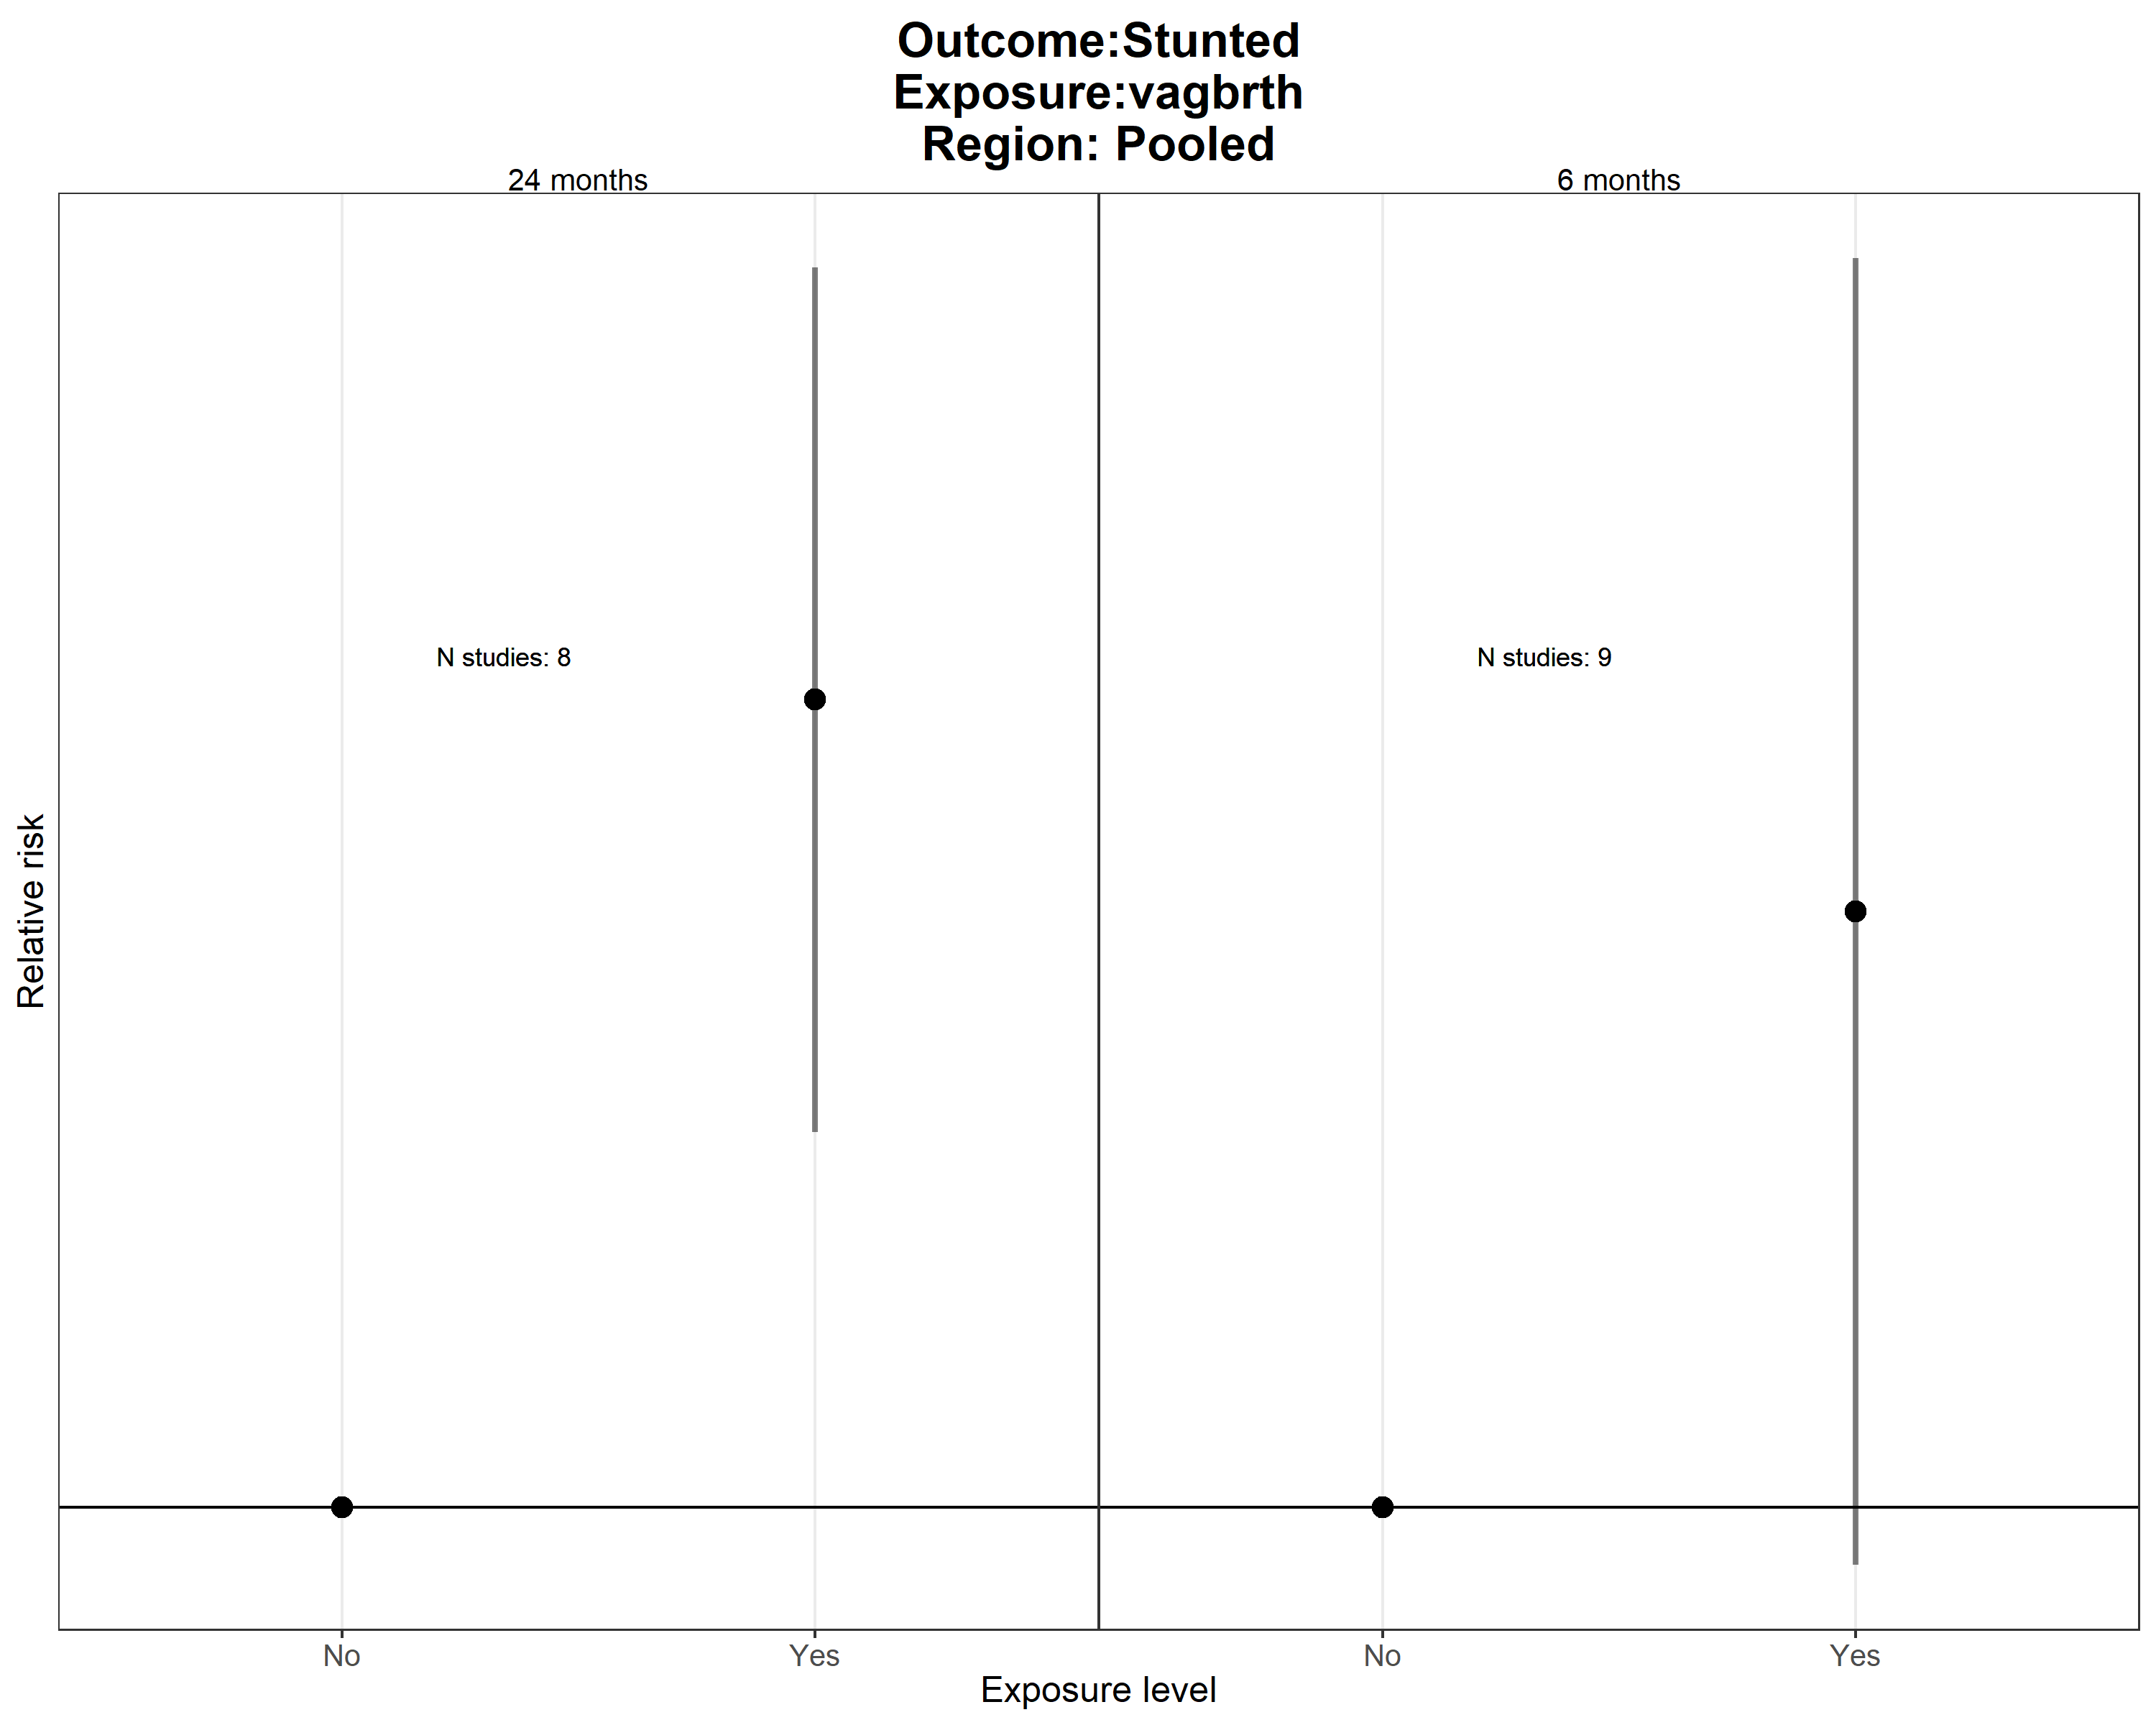 Outcome:Stunted
Exposure:vagbrth
Region: Pooled
24 months
6 months
N studies: 8
N studies: 9
Relative risk
No
Yes
No
Yes
Exposure level